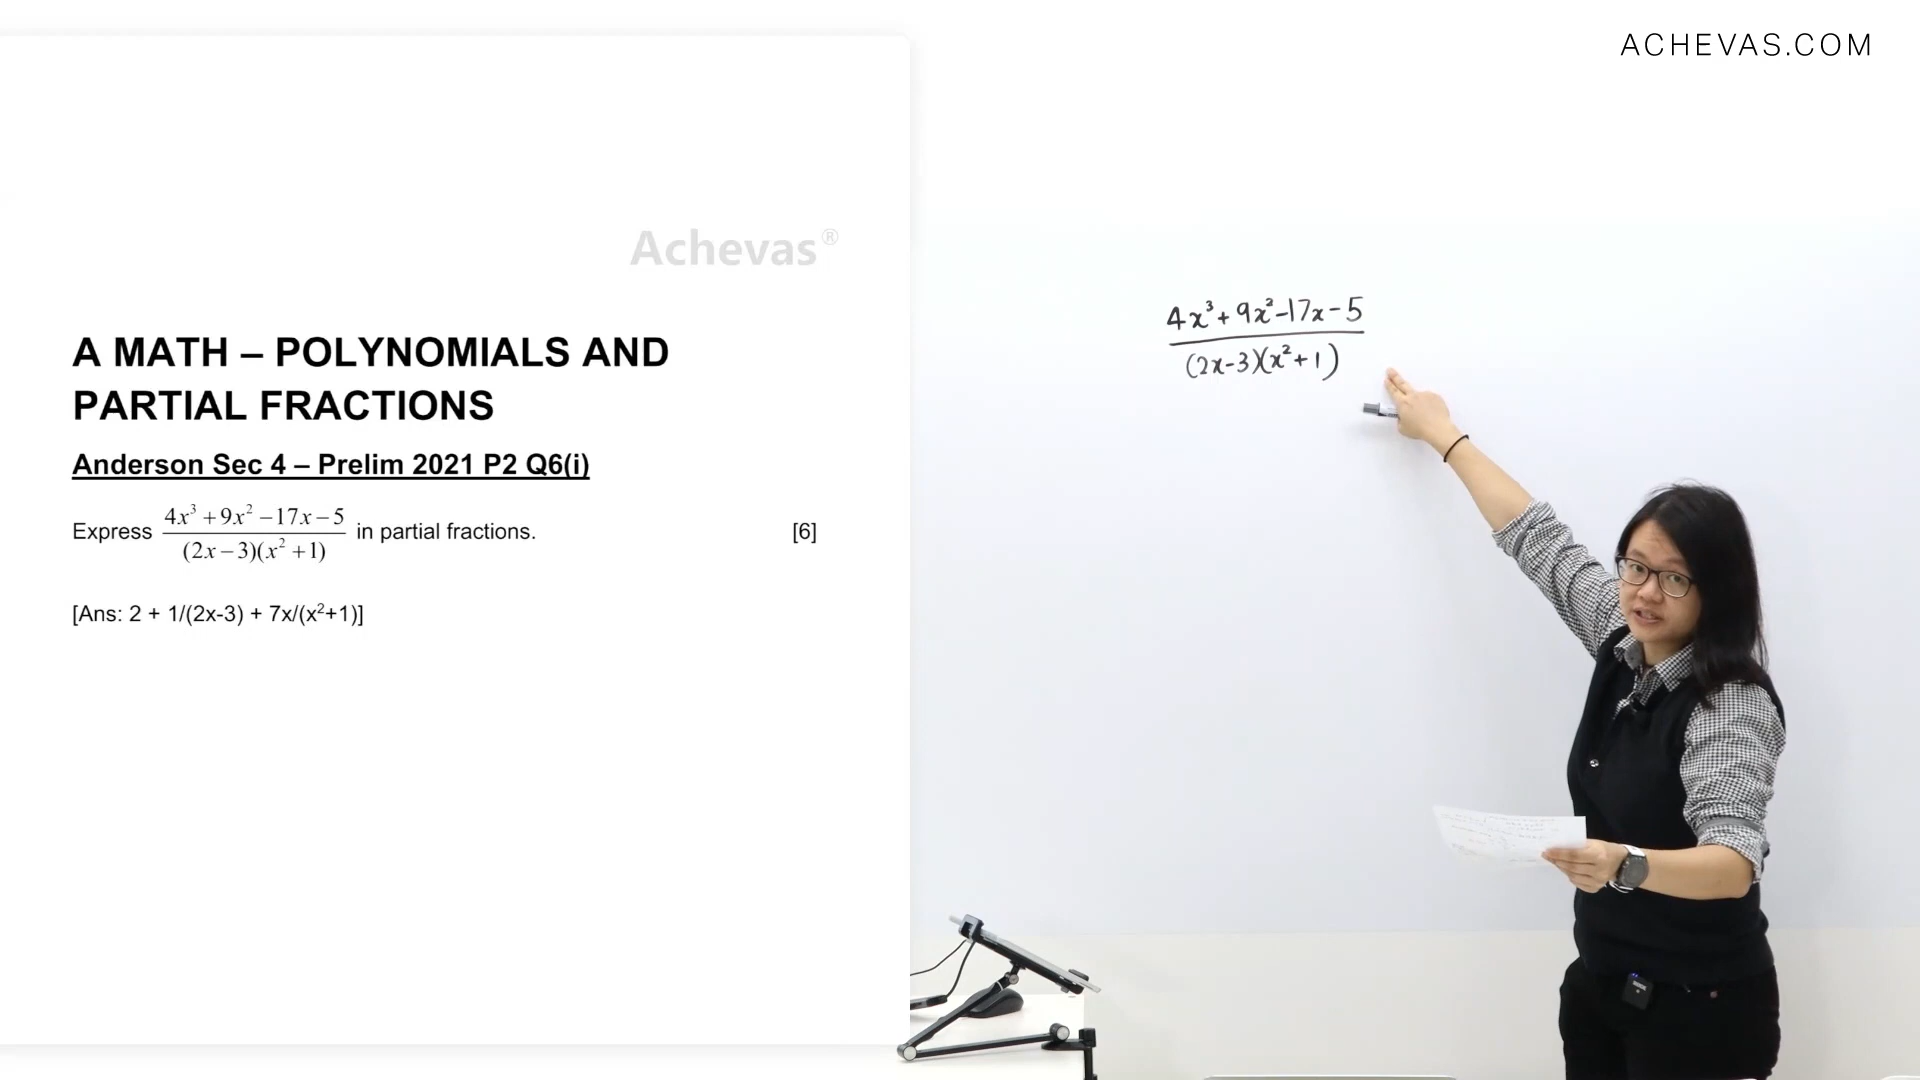 ACHEVAS.COM
Achevas®
A MATH – POLYNOMIALS AND
PARTIAL FRACTIONS
Anderson Sec 4 – Prelim 2021 P2 Q6(i)
Express (4x³ + 9x² − 17x − 5)/((2x − 3)(x² + 1)) in partial fractions. [6]
[Ans: 2 + 1/(2x-3) + 7x/(x²+1)]
4x³ + 9x² − 17x − 5
(2x − 3)(x² + 1)